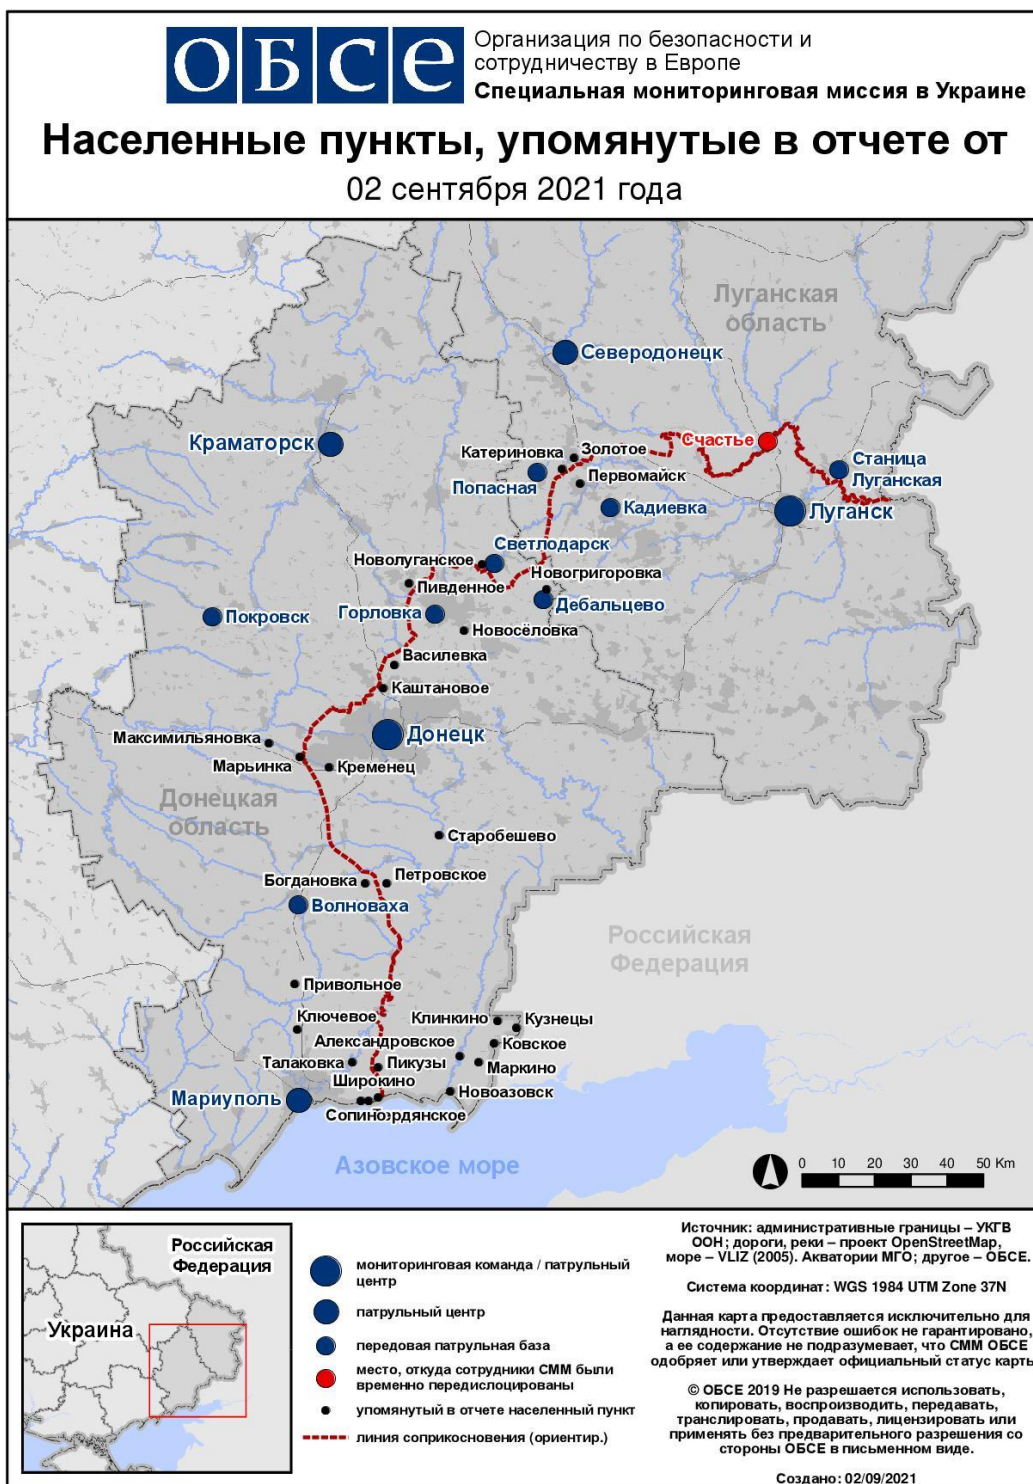 ОБСЕ
Организация по безопасности и
сотрудничеству в Европе
Специальная мониторинговая миссия в Украине
Населенные пункты, упомянутые в отчете от
02 сентября 2021 года
Луганская
область
Северодонецк
Краматорск
Счастье
Золотое
Катериновка
Станица
Луганская
Попасная
Первомайск
Кадиевка
Луганск
Светлодарск
Новолуганское
Новогригоровка
Пивденное
Дебальцево
Горловка
Покровск
Новосёловка
Василевка
Каштановое
Донецк
Максимильяновка
Марьинка
Кременец
Донецкая
область
Старобешево
Петровское
Богдановка
Волноваха
Российская
Федерация
Привольное
Ключевое
Клинкино
Кузнецы
Александровское
Ковское
Талаковка
Пикузы
Маркино
Широкино
Новоазовск
Мариуполь
Азовское море
0 10 20 30 40 50 Km
Российская
Федерация
Украина
мониторинговая команда / патрульный
центр
патрульный центр
передовая патрульная база
место, откуда сотрудники СММ были
временно передислоцированы
упомянутый в отчете населенный пункт
линия соприкосновения (ориентир.)
Источник: административные границы – УКГВ
ООН; дороги, реки – проект OpenStreetMap,
море – VLIZ (2005). Акватории МГО; другое – ОБСЕ.
Система координат: WGS 1984 UTM Zone 37N
Данная карта предоставляется исключительно для
наглядности. Отсутствие ошибок не гарантировано,
а ее содержание не подразумевает, что СММ ОБСЕ
одобряет или утверждает официальный статус карты
© ОБСЕ 2019 Не разрешается использовать,
копировать, воспроизводить, передавать,
транслировать, продавать, лицензировать или
применять без предварительного разрешения со
стороны ОБСЕ в письменном виде.
Создано: 02/09/2021